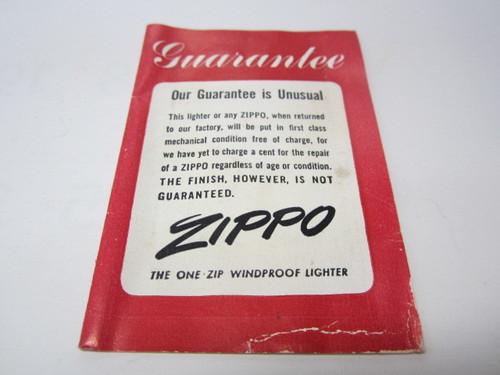 Guarantee
Our Guarantee is Unusual
This lighter or any ZIPPO, when returned
to our factory, will be put in first class
mechanical condition free of charge, for
we have yet to charge a cent for the repair
of a ZIPPO regardless of age or condition.
THE FINISH, HOWEVER, IS NOT
GUARANTEED.
ZIPPO
THE ONE-ZIP WINDPROOF LIGHTER